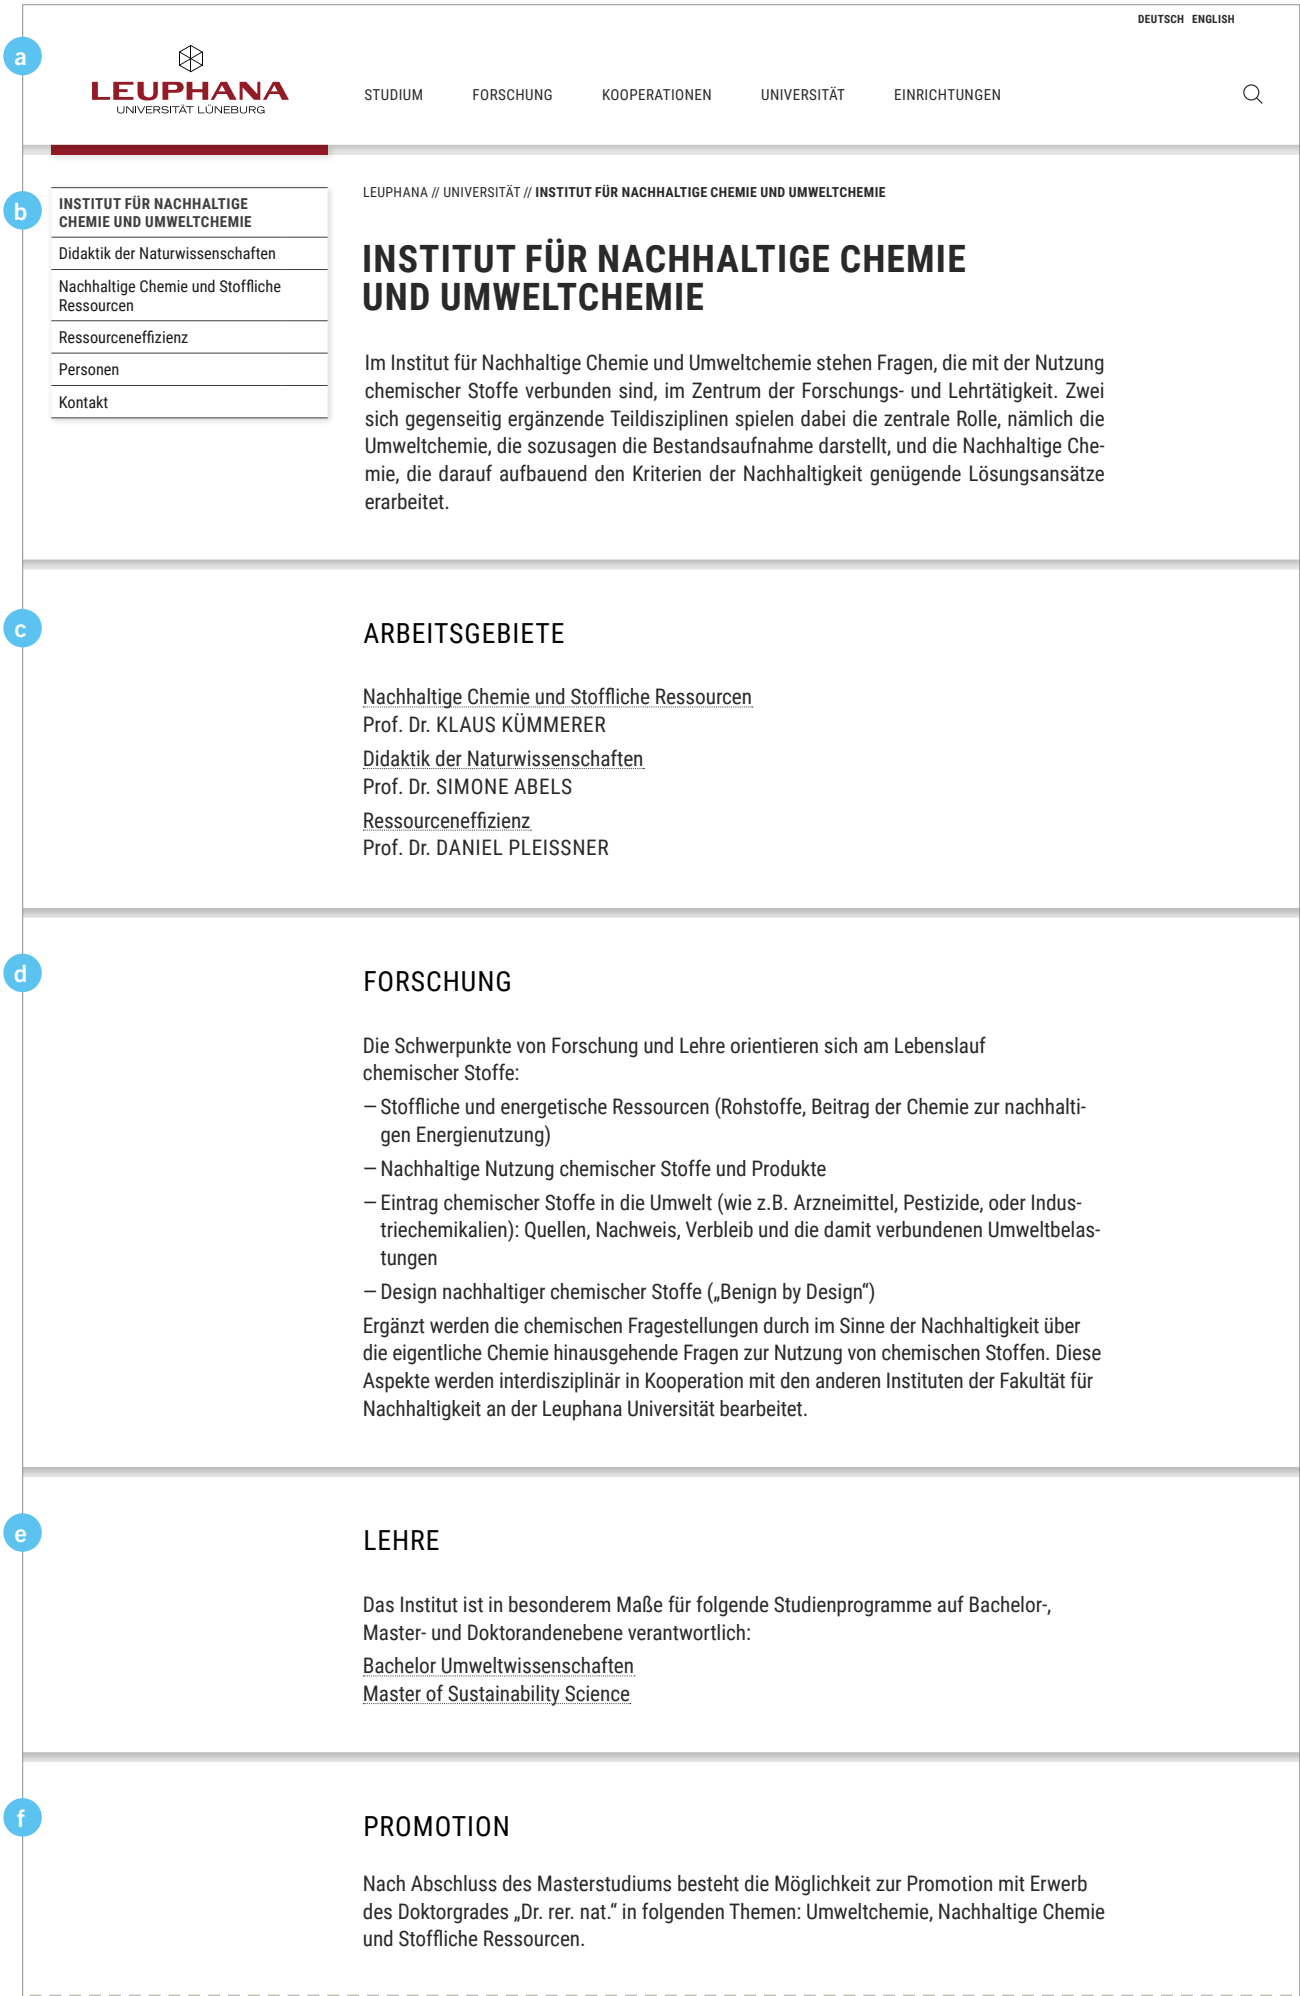 DEUTSCH ENGLISH
a
LEUPHANA
UNIVERSITÄT LÜNEBURG
STUDIUM FORSCHUNG KOOPERATIONEN UNIVERSITÄT EINRICHTUNGEN
b
INSTITUT FÜR NACHHALTIGE
CHEMIE UND UMWELTCHEMIE
Didaktik der Naturwissenschaften
Nachhaltige Chemie und Stoffliche
Ressourcen
Ressourceneffizienz
Personen
Kontakt
LEUPHANA // UNIVERSITÄT // INSTITUT FÜR NACHHALTIGE CHEMIE UND UMWELTCHEMIE
INSTITUT FÜR NACHHALTIGE CHEMIE
UND UMWELTCHEMIE
Im Institut für Nachhaltige Chemie und Umweltchemie stehen Fragen, die mit der Nutzung
chemischer Stoffe verbunden sind, im Zentrum der Forschungs- und Lehrtätigkeit. Zwei
sich gegenseitig ergänzende Teildisziplinen spielen dabei die zentrale Rolle, nämlich die
Umweltchemie, die sozusagen die Bestandsaufnahme darstellt, und die Nachhaltige Che-
mie, die darauf aufbauend den Kriterien der Nachhaltigkeit genügende Lösungsansätze
erarbeitet.
c
ARBEITSGEBIETE
Nachhaltige Chemie und Stoffliche Ressourcen
Prof. Dr. KLAUS KÜMMERER
Didaktik der Naturwissenschaften
Prof. Dr. SIMONE ABELS
Ressourceneffizienz
Prof. Dr. DANIEL PLEISSNER
d
FORSCHUNG
Die Schwerpunkte von Forschung und Lehre orientieren sich am Lebenslauf
chemischer Stoffe:
– Stoffliche und energetische Ressourcen (Rohstoffe, Beitrag der Chemie zur nachhalti-
gen Energienutzung)
– Nachhaltige Nutzung chemischer Stoffe und Produkte
– Eintrag chemischer Stoffe in die Umwelt (wie z.B. Arzneimittel, Pestizide, oder Indus-
triechemikalien): Quellen, Nachweis, Verbleib und die damit verbundenen Umweltbelas-
tungen
– Design nachhaltiger chemischer Stoffe („Benign by Design“)
Ergänzt werden die chemischen Fragestellungen durch im Sinne der Nachhaltigkeit über
die eigentliche Chemie hinausgehende Fragen zur Nutzung von chemischen Stoffen. Diese
Aspekte werden interdisziplinär in Kooperation mit den anderen Instituten der Fakultät für
Nachhaltigkeit an der Leuphana Universität bearbeitet.
e
LEHRE
Das Institut ist in besonderem Maße für folgende Studienprogramme auf Bachelor-,
Master- und Doktorandenebene verantwortlich:
Bachelor Umweltwissenschaften
Master of Sustainability Science
f
PROMOTION
Nach Abschluss des Masterstudiums besteht die Möglichkeit zur Promotion mit Erwerb
des Doktorgrades „Dr. rer. nat.“ in folgenden Themen: Umweltchemie, Nachhaltige Chemie
und Stoffliche Ressourcen.